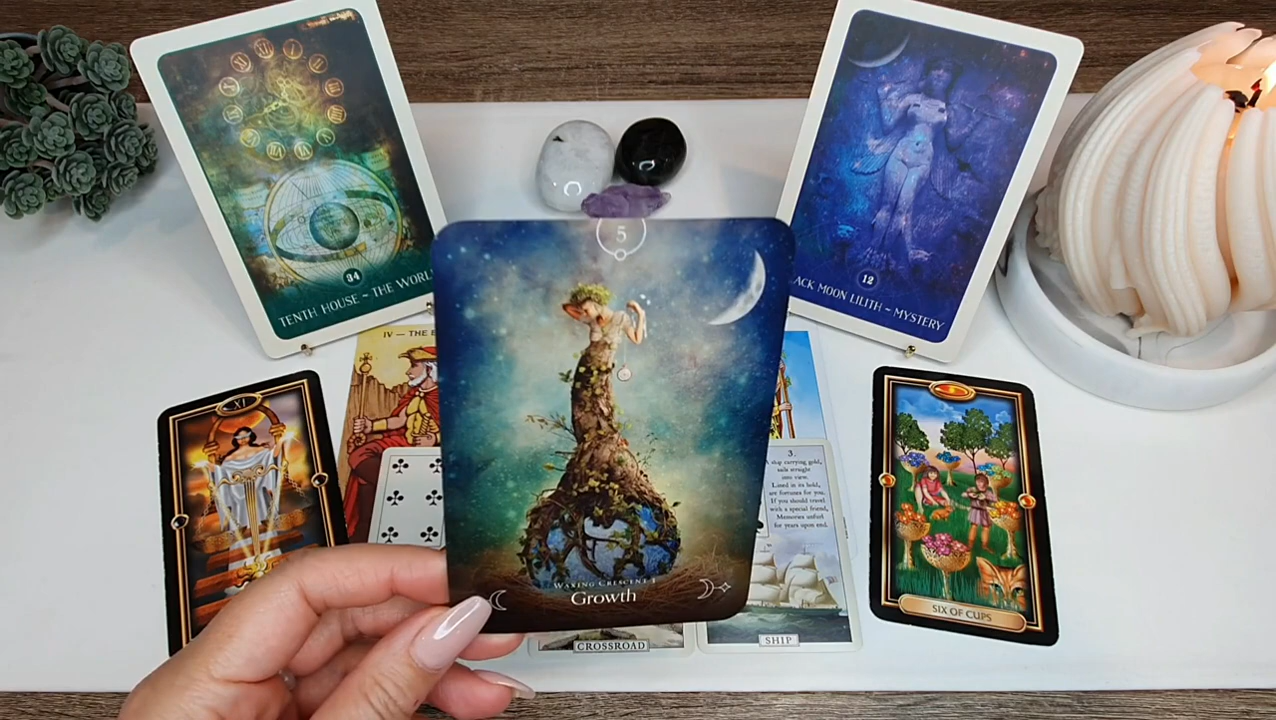 TENTH HOUSE ~ THE WORL
34
ACK MOON LILITH ~ MYSTERY
12
5
WAXING CRESCENT 1
Growth
XI
IV — THE E
3.
A ship carrying gold,
sails straight
into view.
Lined in its hold,
are fortunes for you.
If you should travel
with a special friend,
Memories unfurl
for years upon end.
SIX OF CUPS
CROSSROAD
SHIP